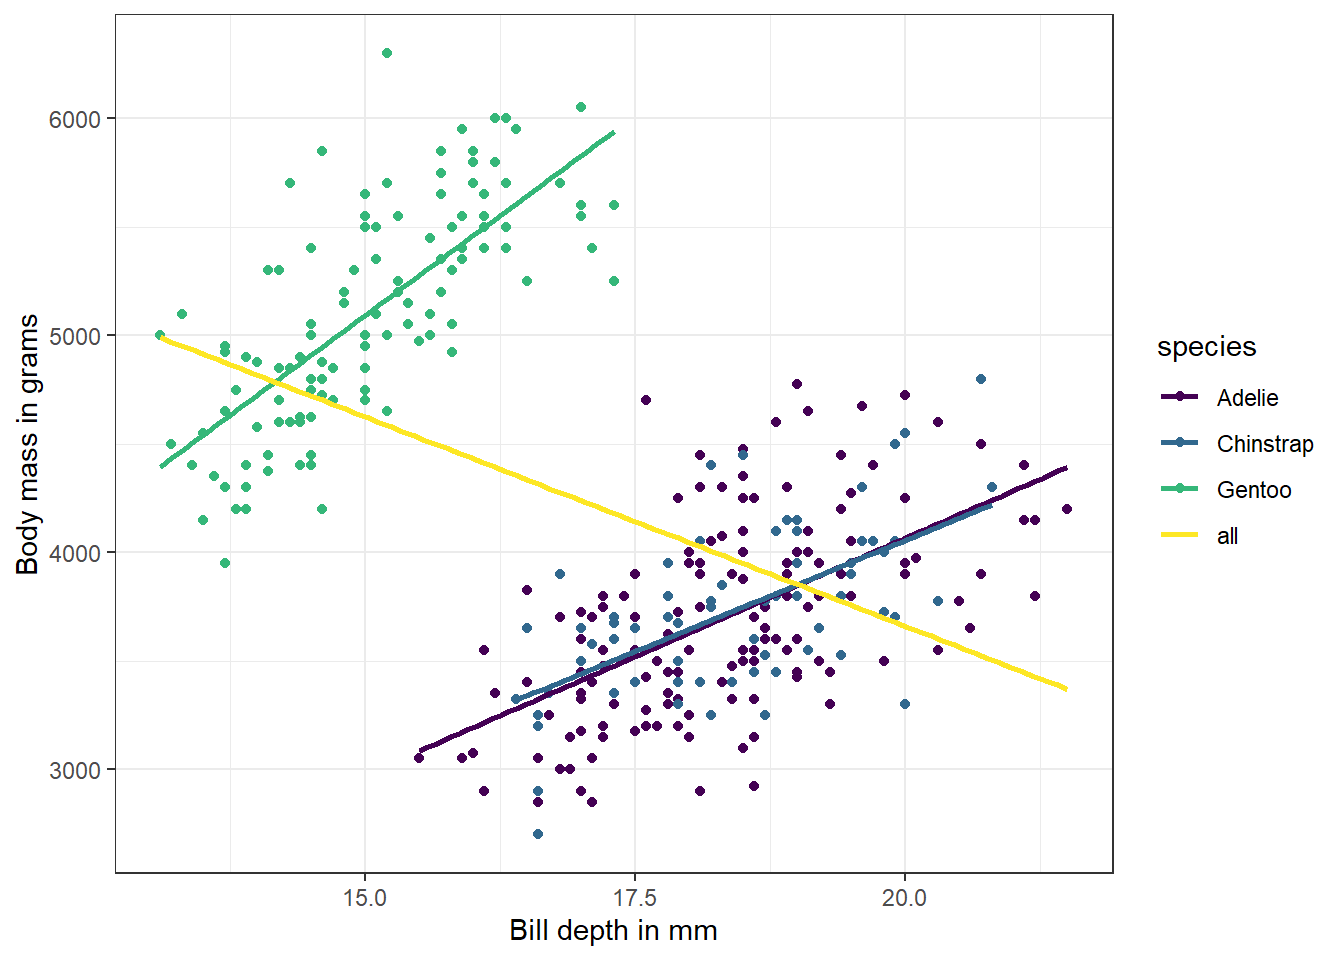 6000
5000
4000
3000
Body mass in grams
15.0
17.5
20.0
Bill depth in mm
species
Adelie
Chinstrap
Gentoo
all